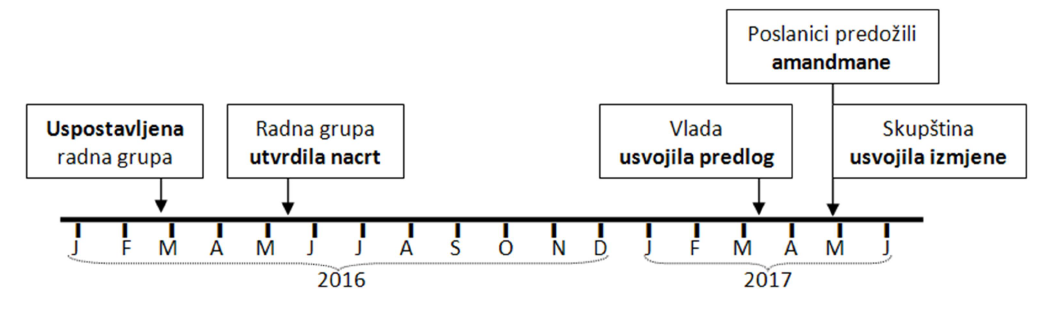 Poslanici predožili
amandmane
Uspostavljena
radna grupa
Radna grupa
utvrdila nacrt
Vlada
usvojila predlog
Skupština
usvojila izmjene
J F M A M J J A S O N D J F M A M J
2016 2017